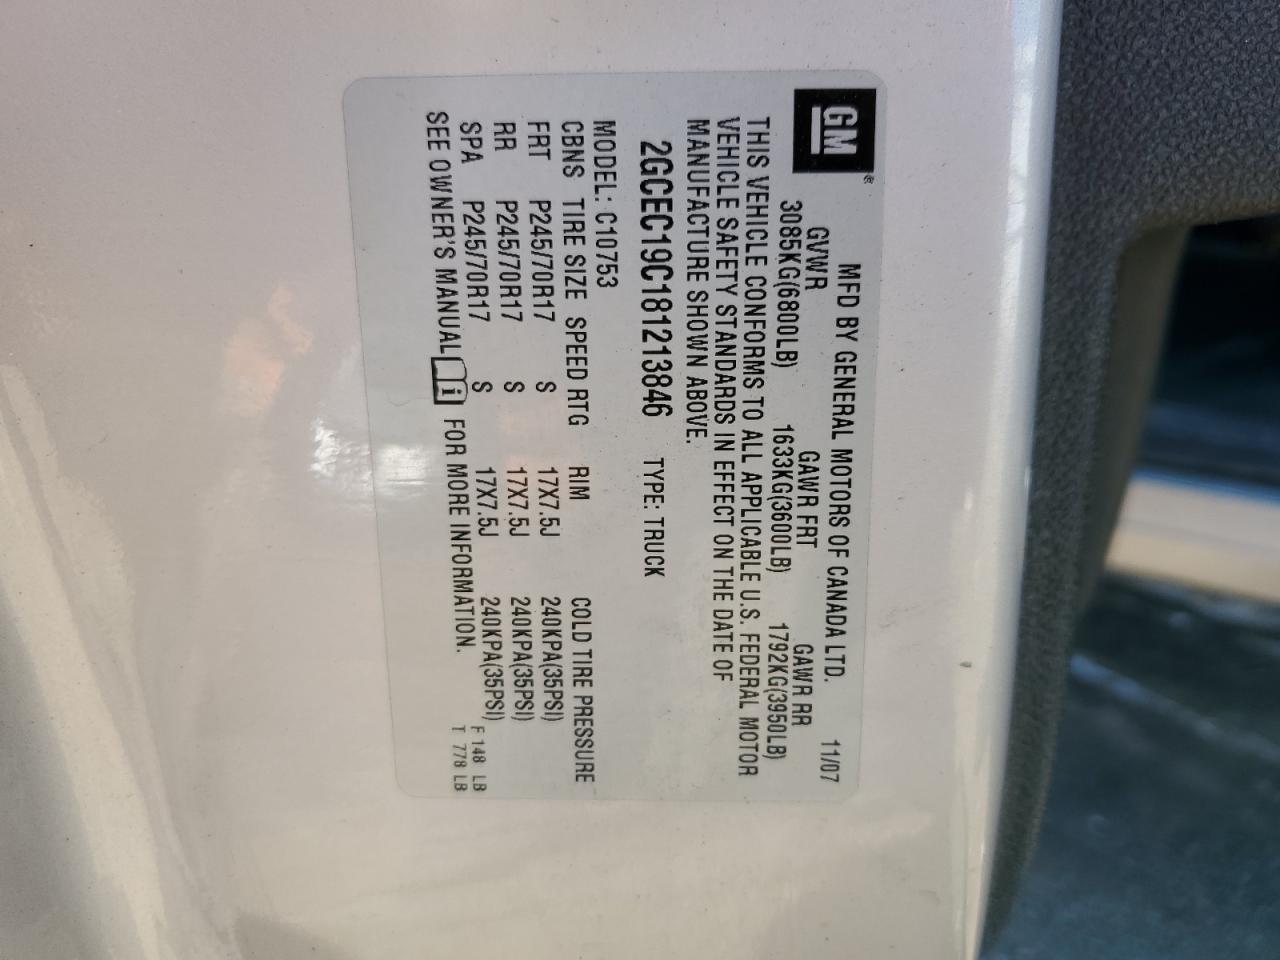 GM®
MFD BY GENERAL MOTORS OF CANADA LTD. 11/07
GVWR GAWR FRT GAWR RR
3085KG(6800LB) 1633KG(3600LB) 1792KG(3950LB)
THIS VEHICLE CONFORMS TO ALL APPLICABLE U.S. FEDERAL MOTOR
VEHICLE SAFETY STANDARDS IN EFFECT ON THE DATE OF
MANUFACTURE SHOWN ABOVE.
2GCEC19C181213846 TYPE: TRUCK
MODEL: C10753
CBNS TIRE SIZE SPEED RTG RIM COLD TIRE PRESSURE
FRT P245/70R17 S 17X7.5J 240KPA(35PSI)
RR P245/70R17 S 17X7.5J 240KPA(35PSI)
SPA P245/70R17 S 17X7.5J 240KPA(35PSI)
SEE OWNER'S MANUAL i FOR MORE INFORMATION.
F 148 LB
T 778 LB